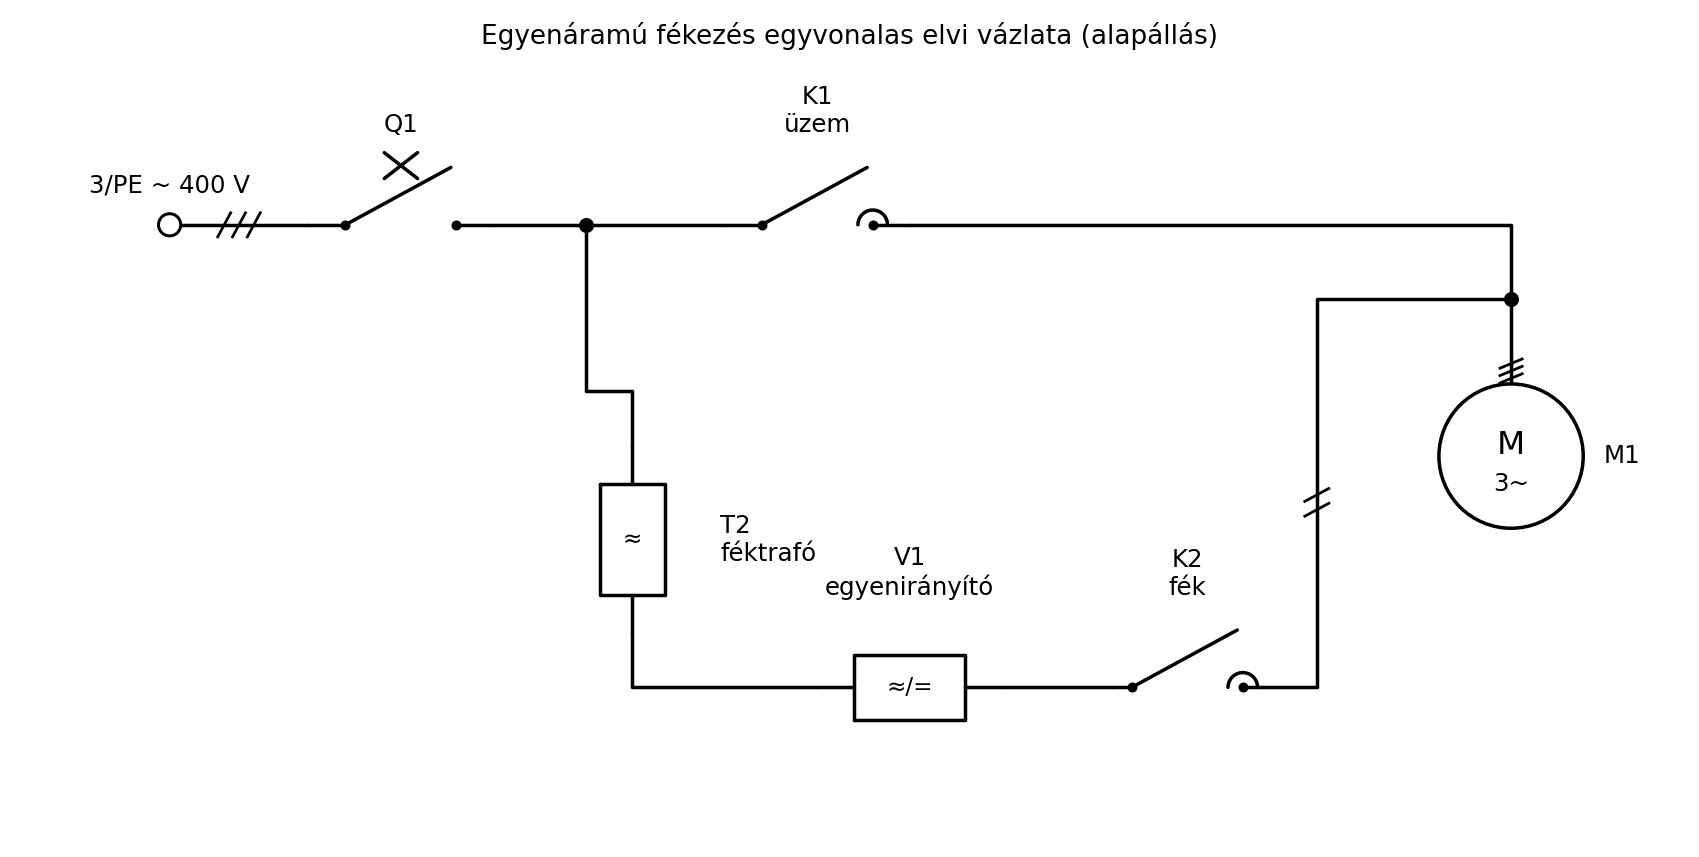 Egyenáramú fékezés egyvonalas elvi vázlata (alapállás)
K1
üzem
Q1
3/PE ~ 400 V
M
3~
M1
≈
T2
féktrafó
V1
egyenirányító
K2
fék
≈/=